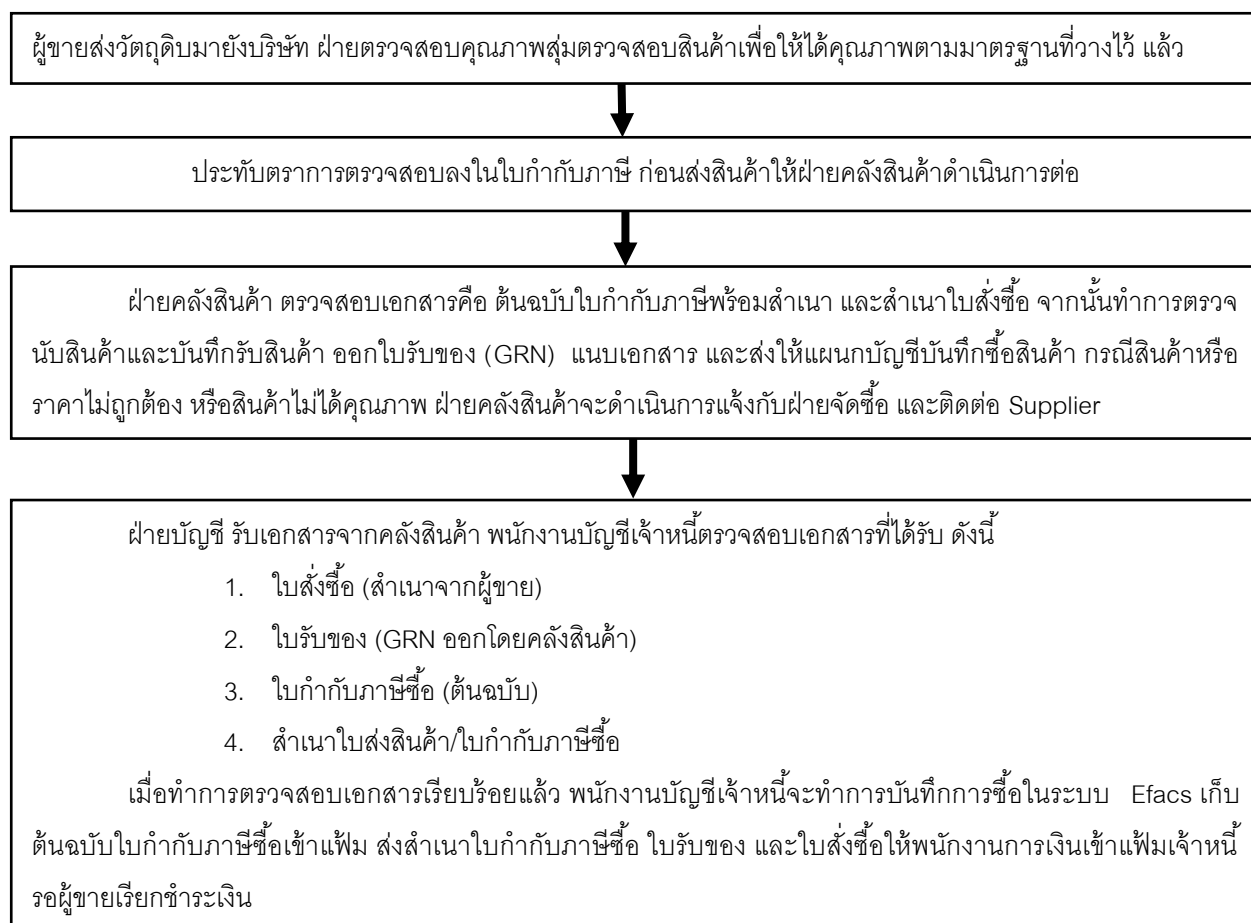 ผู้ขายส่งวัตถุดิบมายังบริษัท ฝ่ายตรวจสอบคุณภาพสุ่มตรวจสอบสินค้าเพื่อให้ได้คุณภาพตามมาตรฐานที่วางไว้ แล้ว
ประทับตราการตรวจสอบลงในใบกำกับภาษี ก่อนส่งสินค้าให้ฝ่ายคลังสินค้าดำเนินการต่อ
ฝ่ายคลังสินค้า ตรวจสอบเอกสารคือ ต้นฉบับใบกำกับภาษีพร้อมสำเนา และสำเนาใบสั่งซื้อ จากนั้นทำการตรวจ
นับสินค้าและบันทึกรับสินค้า ออกใบรับของ (GRN) แนบเอกสาร และส่งให้แผนกบัญชีบันทึกซื้อสินค้า กรณีสินค้าหรือ
ราคาไม่ถูกต้อง หรือสินค้าไม่ได้คุณภาพ ฝ่ายคลังสินค้าจะดำเนินการแจ้งกับฝ่ายจัดซื้อ และติดต่อ Supplier
ฝ่ายบัญชี รับเอกสารจากคลังสินค้า พนักงานบัญชีเจ้าหนี้ตรวจสอบเอกสารที่ได้รับ ดังนี้
1. ใบสั่งซื้อ (สำเนาจากผู้ขาย)
2. ใบรับของ (GRN ออกโดยคลังสินค้า)
3. ใบกำกับภาษีซื้อ (ต้นฉบับ)
4. สำเนาใบส่งสินค้า/ใบกำกับภาษีซื้อ
เมื่อทำการตรวจสอบเอกสารเรียบร้อยแล้ว พนักงานบัญชีเจ้าหนี้จะทำการบันทึกการซื้อในระบบ Efacs เก็บ
ต้นฉบับใบกำกับภาษีซื้อเข้าแฟ้ม ส่งสำเนาใบกำกับภาษีซื้อ ใบรับของ และใบสั่งซื้อให้พนักงานการเงินเข้าแฟ้มเจ้าหนี้
รอผู้ขายเรียกชำระเงิน